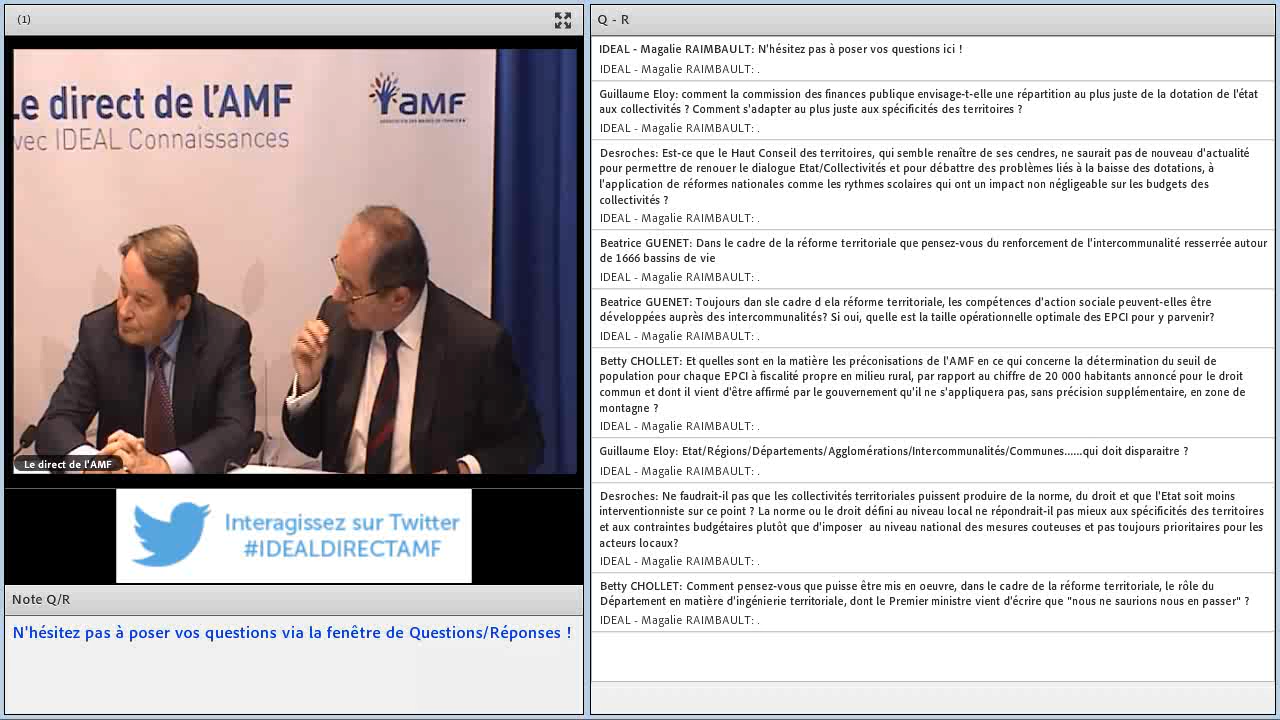 (1)
Le direct de l'AMF
vec IDEAL Connaissances
AMF
ASSOCIATION DES MAIRES DE FRANCE
Le direct de l'AMF
Interagissez sur Twitter
#IDEALDIRECTAMF
Note Q/R
N'hésitez pas à poser vos questions via la fenêtre de Questions/Réponses !
Q - R
IDEAL - Magalie RAIMBAULT: N'hésitez pas à poser vos questions ici !
IDEAL - Magalie RAIMBAULT: .
Guillaume Eloy: comment la commission des finances publique envisage-t-elle une répartition au plus juste de la dotation de l'état
aux collectivités ? Comment s'adapter au plus juste aux spécificités des territoires ?
IDEAL - Magalie RAIMBAULT: .
Desroches: Est-ce que le Haut Conseil des territoires, qui semble renaître de ses cendres, ne saurait pas de nouveau d'actualité
pour permettre de renouer le dialogue Etat/Collectivités et pour débattre des problèmes liés à la baisse des dotations, à
l'application de réformes nationales comme les rythmes scolaires qui ont un impact non négligeable sur les budgets des
collectivités ?
IDEAL - Magalie RAIMBAULT: .
Beatrice GUENET: Dans le cadre de la réforme territoriale que pensez-vous du renforcement de l'intercommunalité resserrée autour
de 1666 bassins de vie
IDEAL - Magalie RAIMBAULT: .
Beatrice GUENET: Toujours dan sle cadre d ela réforme territoriale, les compétences d'action sociale peuvent-elles être
développées auprès des intercommunalités? Si oui, quelle est la taille opérationnelle optimale des EPCI pour y parvenir?
IDEAL - Magalie RAIMBAULT: .
Betty CHOLLET: Et quelles sont en la matière les préconisations de l'AMF en ce qui concerne la détermination du seuil de
population pour chaque EPCI à fiscalité propre en milieu rural, par rapport au chiffre de 20 000 habitants annoncé pour le droit
commun et dont il vient d'être affirmé par le gouvernement qu'il ne s'appliquera pas, sans précision supplémentaire, en zone de
montagne ?
IDEAL - Magalie RAIMBAULT: .
Guillaume Eloy: Etat/Régions/Départements/Agglomérations/Intercommunalités/Communes......qui doit disparaitre ?
IDEAL - Magalie RAIMBAULT: .
Desroches: Ne faudrait-il pas que les collectivités territoriales puissent produire de la norme, du droit et que l'Etat soit moins
interventionniste sur ce point ? La norme ou le droit défini au niveau local ne répondrait-il pas mieux aux spécificités des territoires
et aux contraintes budgétaires plutôt que d'imposer  au niveau national des mesures couteuses et pas toujours prioritaires pour les
acteurs locaux?
IDEAL - Magalie RAIMBAULT: .
Betty CHOLLET: Comment pensez-vous que puisse être mis en oeuvre, dans le cadre de la réforme territoriale, le rôle du
Département en matière d'ingénierie territoriale, dont le Premier ministre vient d'écrire que "nous ne saurions nous en passer" ?
IDEAL - Magalie RAIMBAULT: .